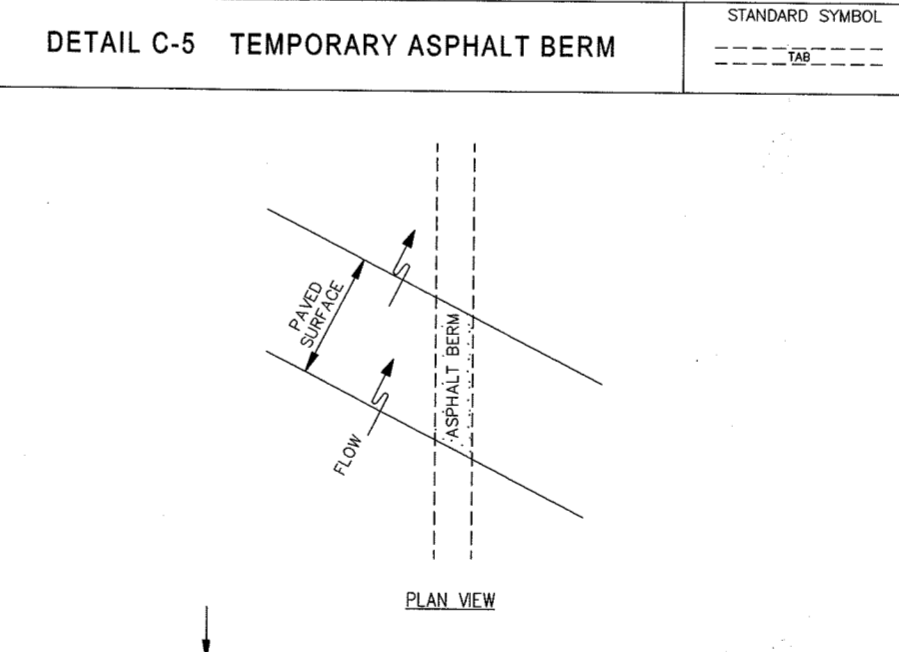 DETAIL C-5 TEMPORARY ASPHALT BERM
STANDARD SYMBOL
TAB
PAVED
SURFACE
ASPHALT BERM
FLOW
PLAN VIEW